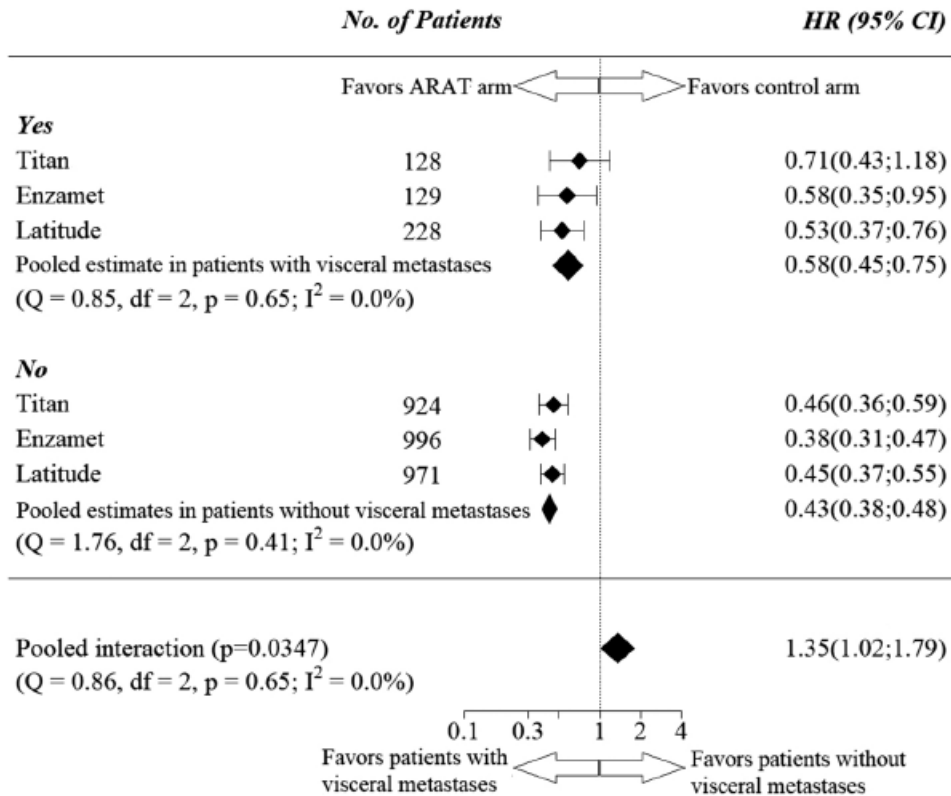 No. of Patients HR (95% CI)
Favors ARAT arm Favors control arm
Yes
Titan 128 0.71(0.43;1.18)
Enzamet 129 0.58(0.35;0.95)
Latitude 228 0.53(0.37;0.76)
Pooled estimate in patients with visceral metastases 0.58(0.45;0.75)
(Q = 0.85, df = 2, p = 0.65; I² = 0.0%)
No
Titan 924 0.46(0.36;0.59)
Enzamet 996 0.38(0.31;0.47)
Latitude 971 0.45(0.37;0.55)
Pooled estimates in patients without visceral metastases 0.43(0.38;0.48)
(Q = 1.76, df = 2, p = 0.41; I² = 0.0%)
Pooled interaction (p=0.0347) 1.35(1.02;1.79)
(Q = 0.86, df = 2, p = 0.65; I² = 0.0%)
0.1 0.3 1 2 4
Favors patients with Favors patients without
visceral metastases visceral metastases